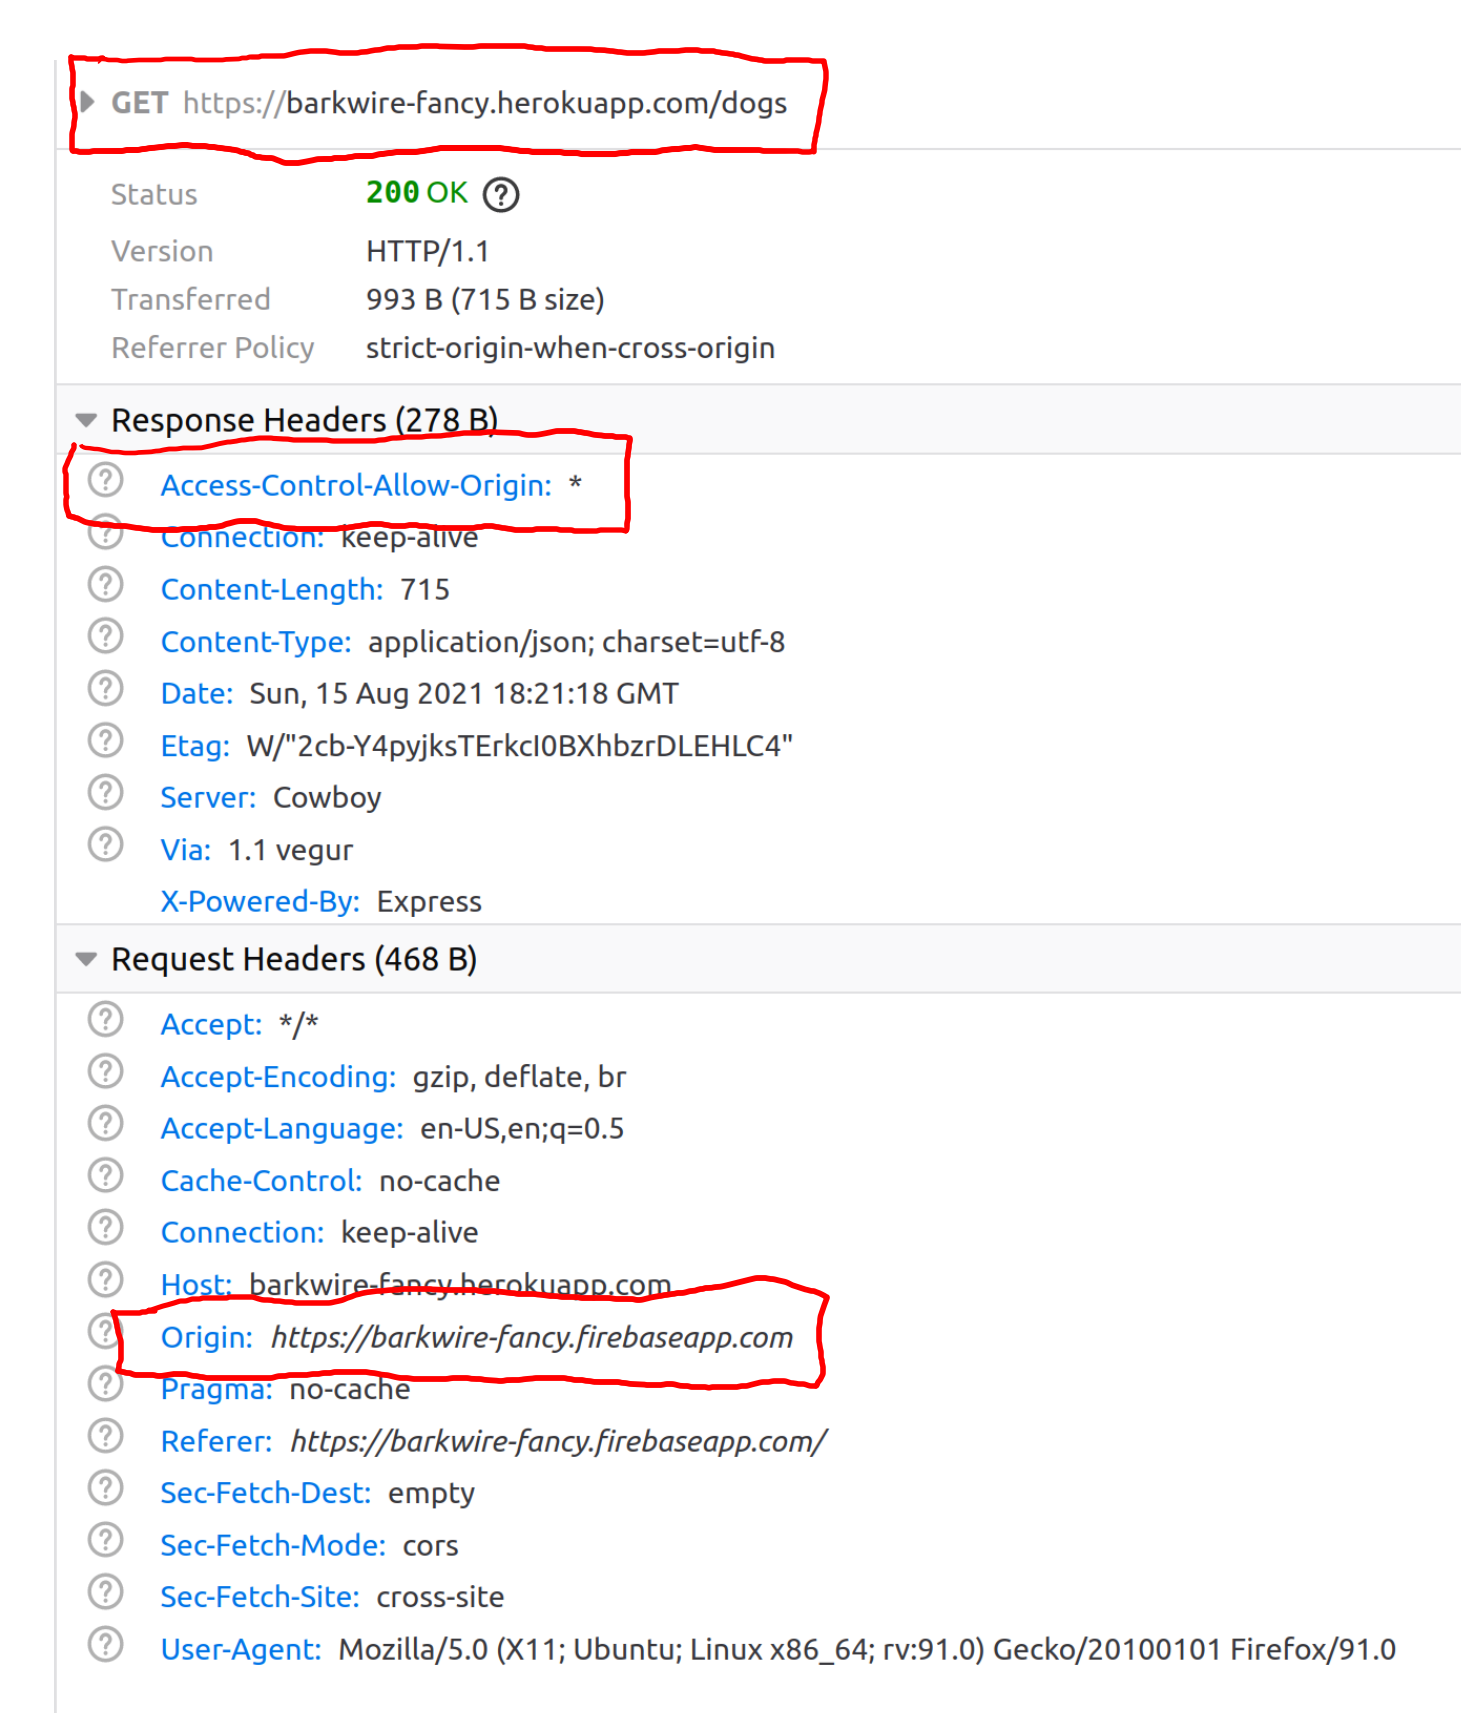 GET https://barkwire-fancy.herokuapp.com/dogs
Status 200 OK ?
Version HTTP/1.1
Transferred 993 B (715 B size)
Referrer Policy strict-origin-when-cross-origin
Response Headers (278 B)
? Access-Control-Allow-Origin: *
? Connection: keep-alive
? Content-Length: 715
? Content-Type: application/json; charset=utf-8
? Date: Sun, 15 Aug 2021 18:21:18 GMT
? Etag: W/"2cb-Y4pyjksTErkcI0BXhbzrDLEHLC4"
? Server: Cowboy
? Via: 1.1 vegur
X-Powered-By: Express
Request Headers (468 B)
? Accept: */*
? Accept-Encoding: gzip, deflate, br
? Accept-Language: en-US,en;q=0.5
? Cache-Control: no-cache
? Connection: keep-alive
? Host: barkwire-fancy.herokuapp.com
? Origin: https://barkwire-fancy.firebaseapp.com
? Pragma: no-cache
? Referer: https://barkwire-fancy.firebaseapp.com/
? Sec-Fetch-Dest: empty
? Sec-Fetch-Mode: cors
? Sec-Fetch-Site: cross-site
? User-Agent: Mozilla/5.0 (X11; Ubuntu; Linux x86_64; rv:91.0) Gecko/20100101 Firefox/91.0